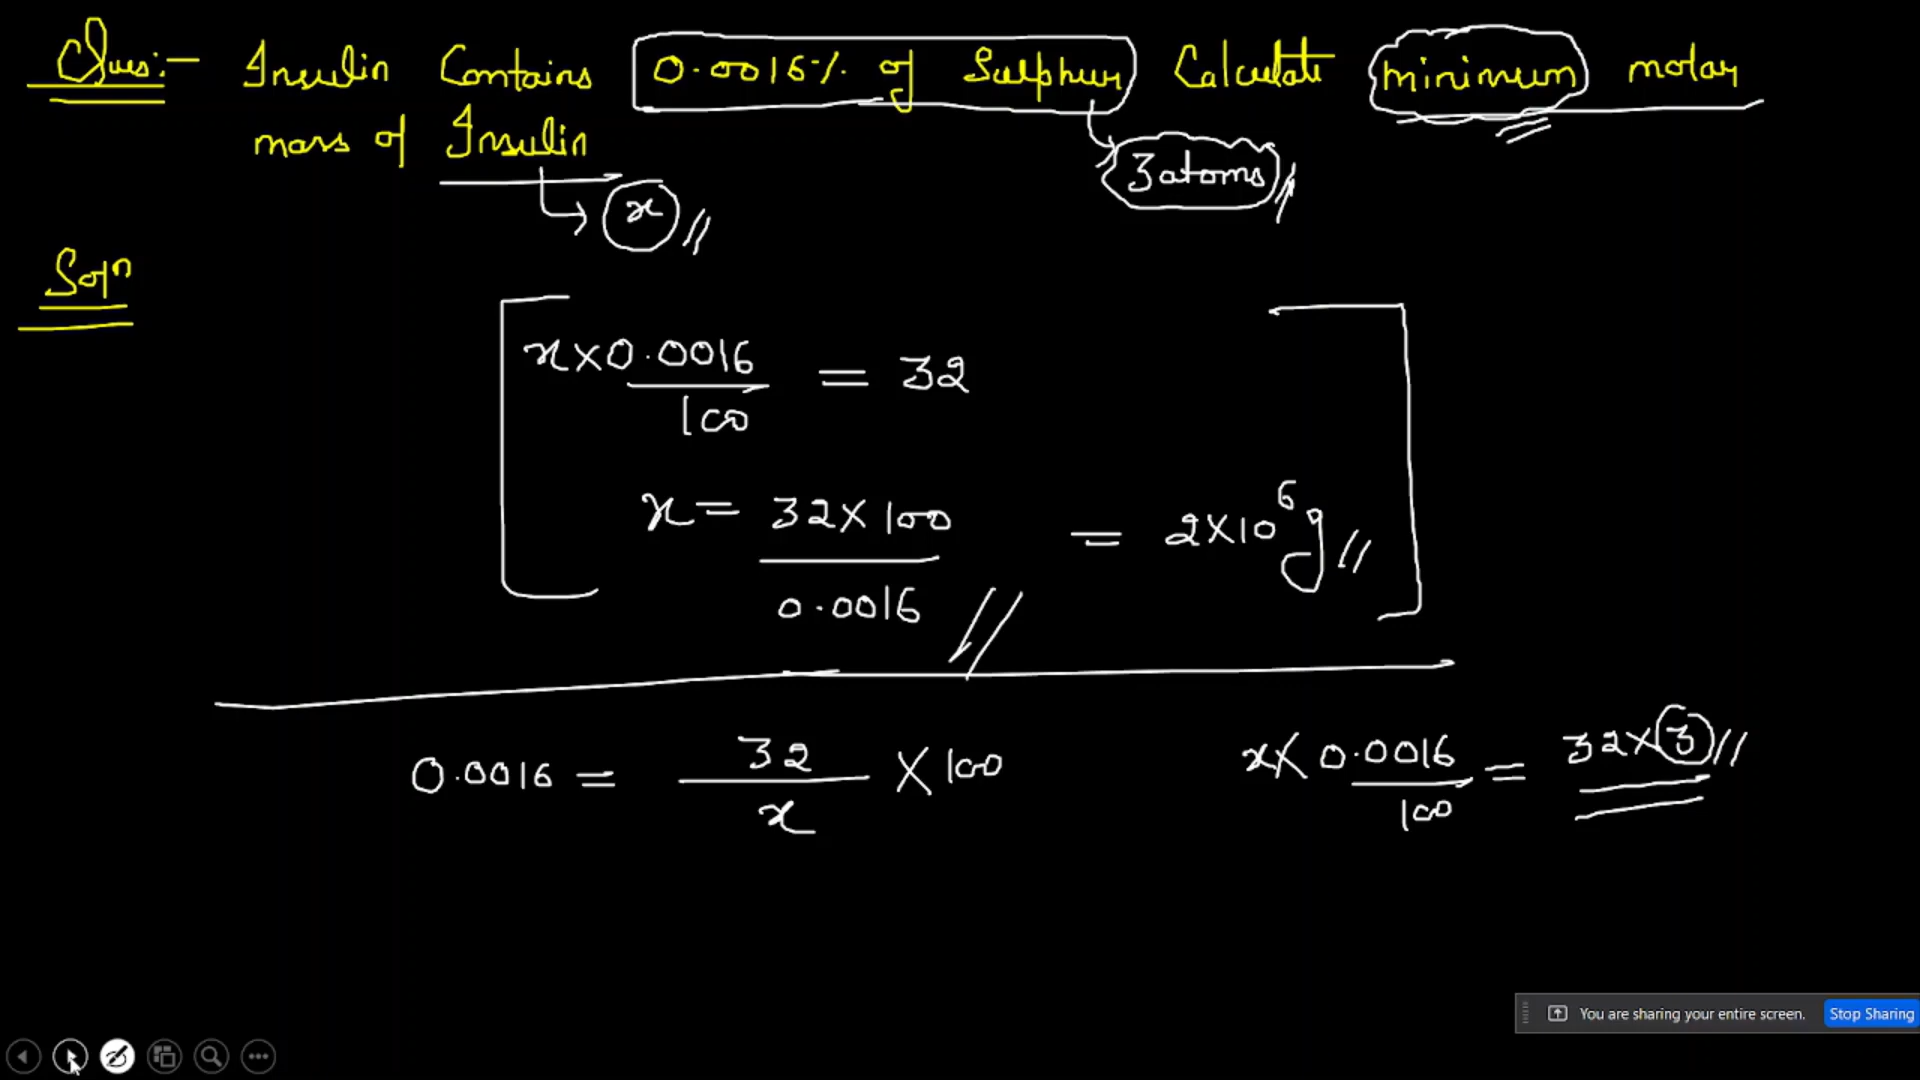 Ques:- Insulin Contains 0.0016% of Sulphur Calculate minimum molar
mass of Insulin
3 atoms
x
Sol^n
x×0.0016/100 = 32
x = 32×100/0.0016 = 2×10^6 g
0.0016 = 32/x × 100
x× 0.0016/100 = 32×3
You are sharing your entire screen. Stop Sharing